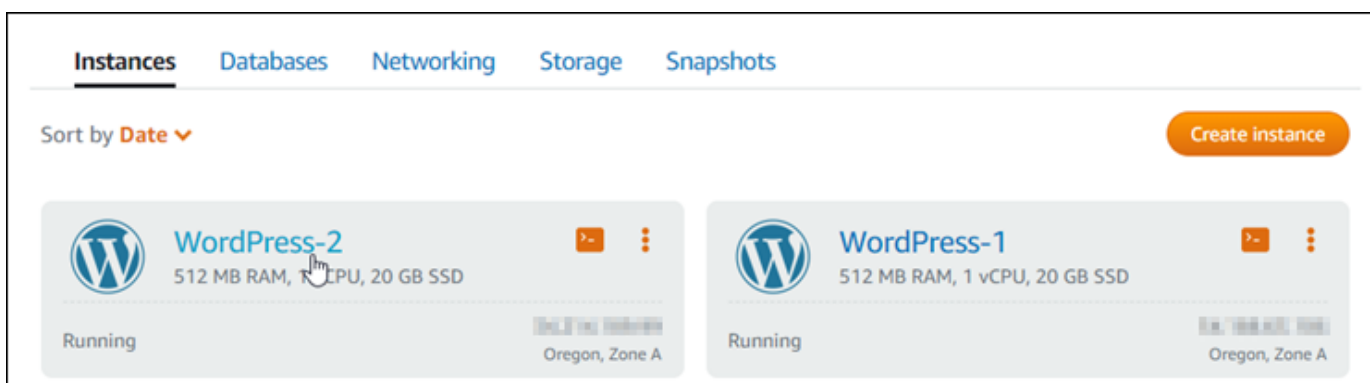 Instances Databases Networking Storage Snapshots
Sort by Date
Create instance
WordPress-2
512 MB RAM, 1 CPU, 20 GB SSD
Running
Oregon, Zone A
WordPress-1
512 MB RAM, 1 vCPU, 20 GB SSD
Running
Oregon, Zone A